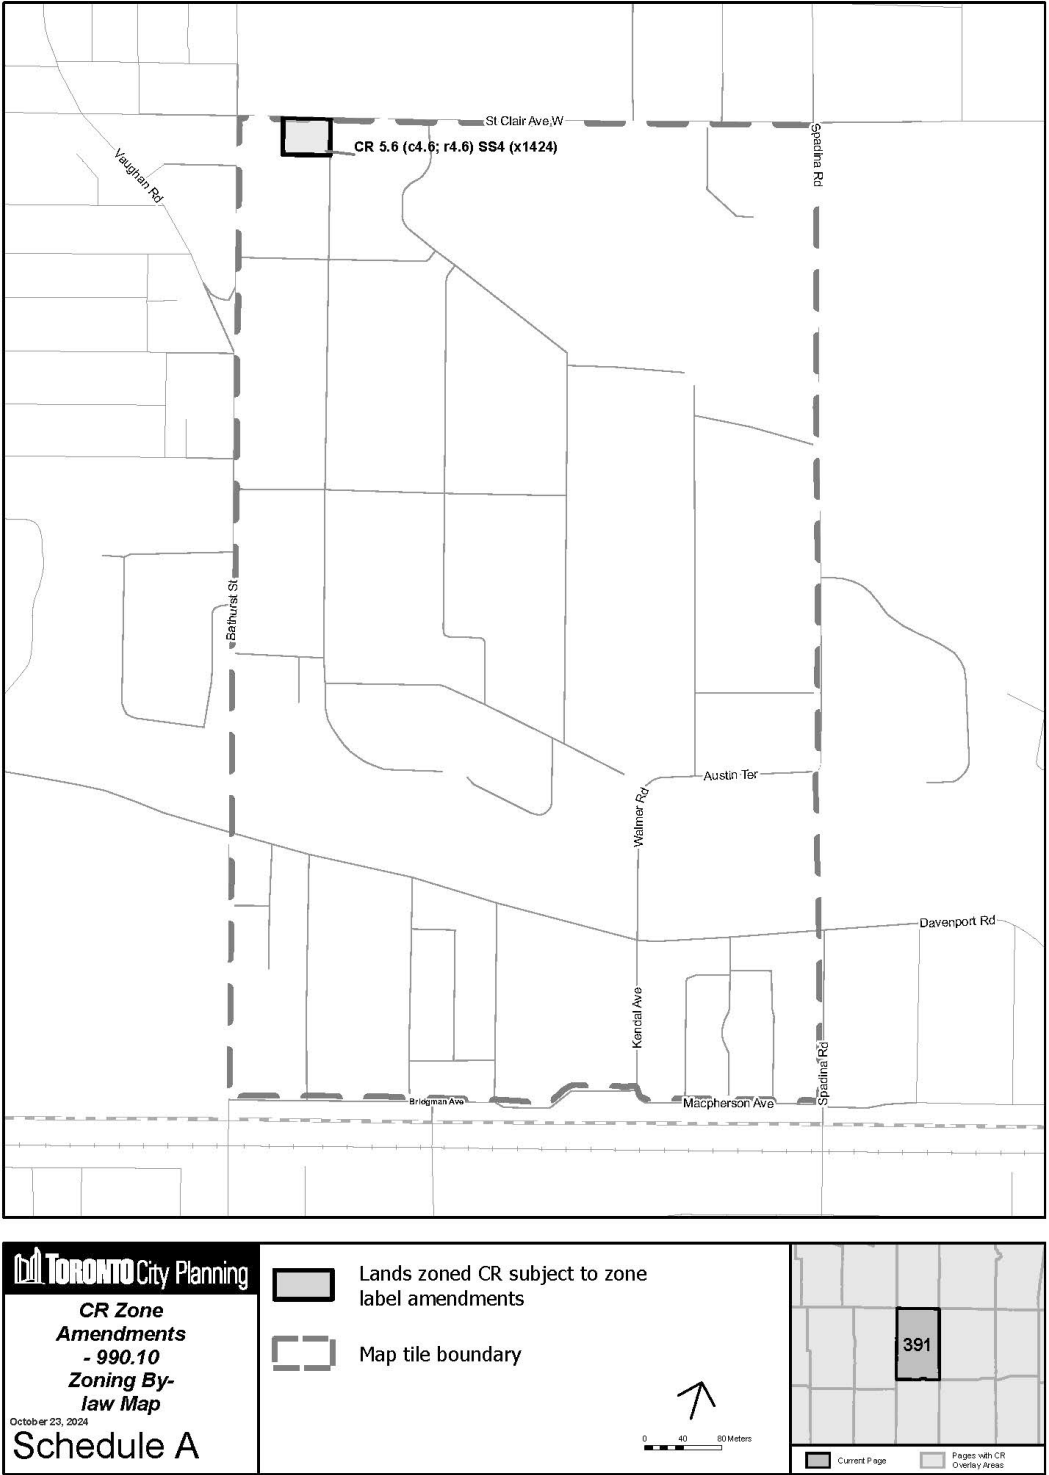 St Clair Ave W
CR 5.6 (c4.6; r4.6) SS4 (x1424)
Spadina Rd
Vaughan Rd
Bathurst St
Austin Ter
Walmer Rd
Davenport Rd
Kendal Ave
Spadina Rd
Bridgman Ave
Macpherson Ave
TORONTO City Planning
CR Zone
Amendments
- 990.10
Zoning By-
law Map
October 23, 2024
Schedule A
Lands zoned CR subject to zone
label amendments
Map tile boundary
0 40 80 Meters
391
Current Page
Pages with CR
Overlay Areas